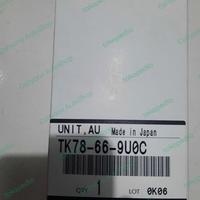 UNIT,AU Made in Japan
TK78-66-9U0C
QTY 1 LOT 0K06